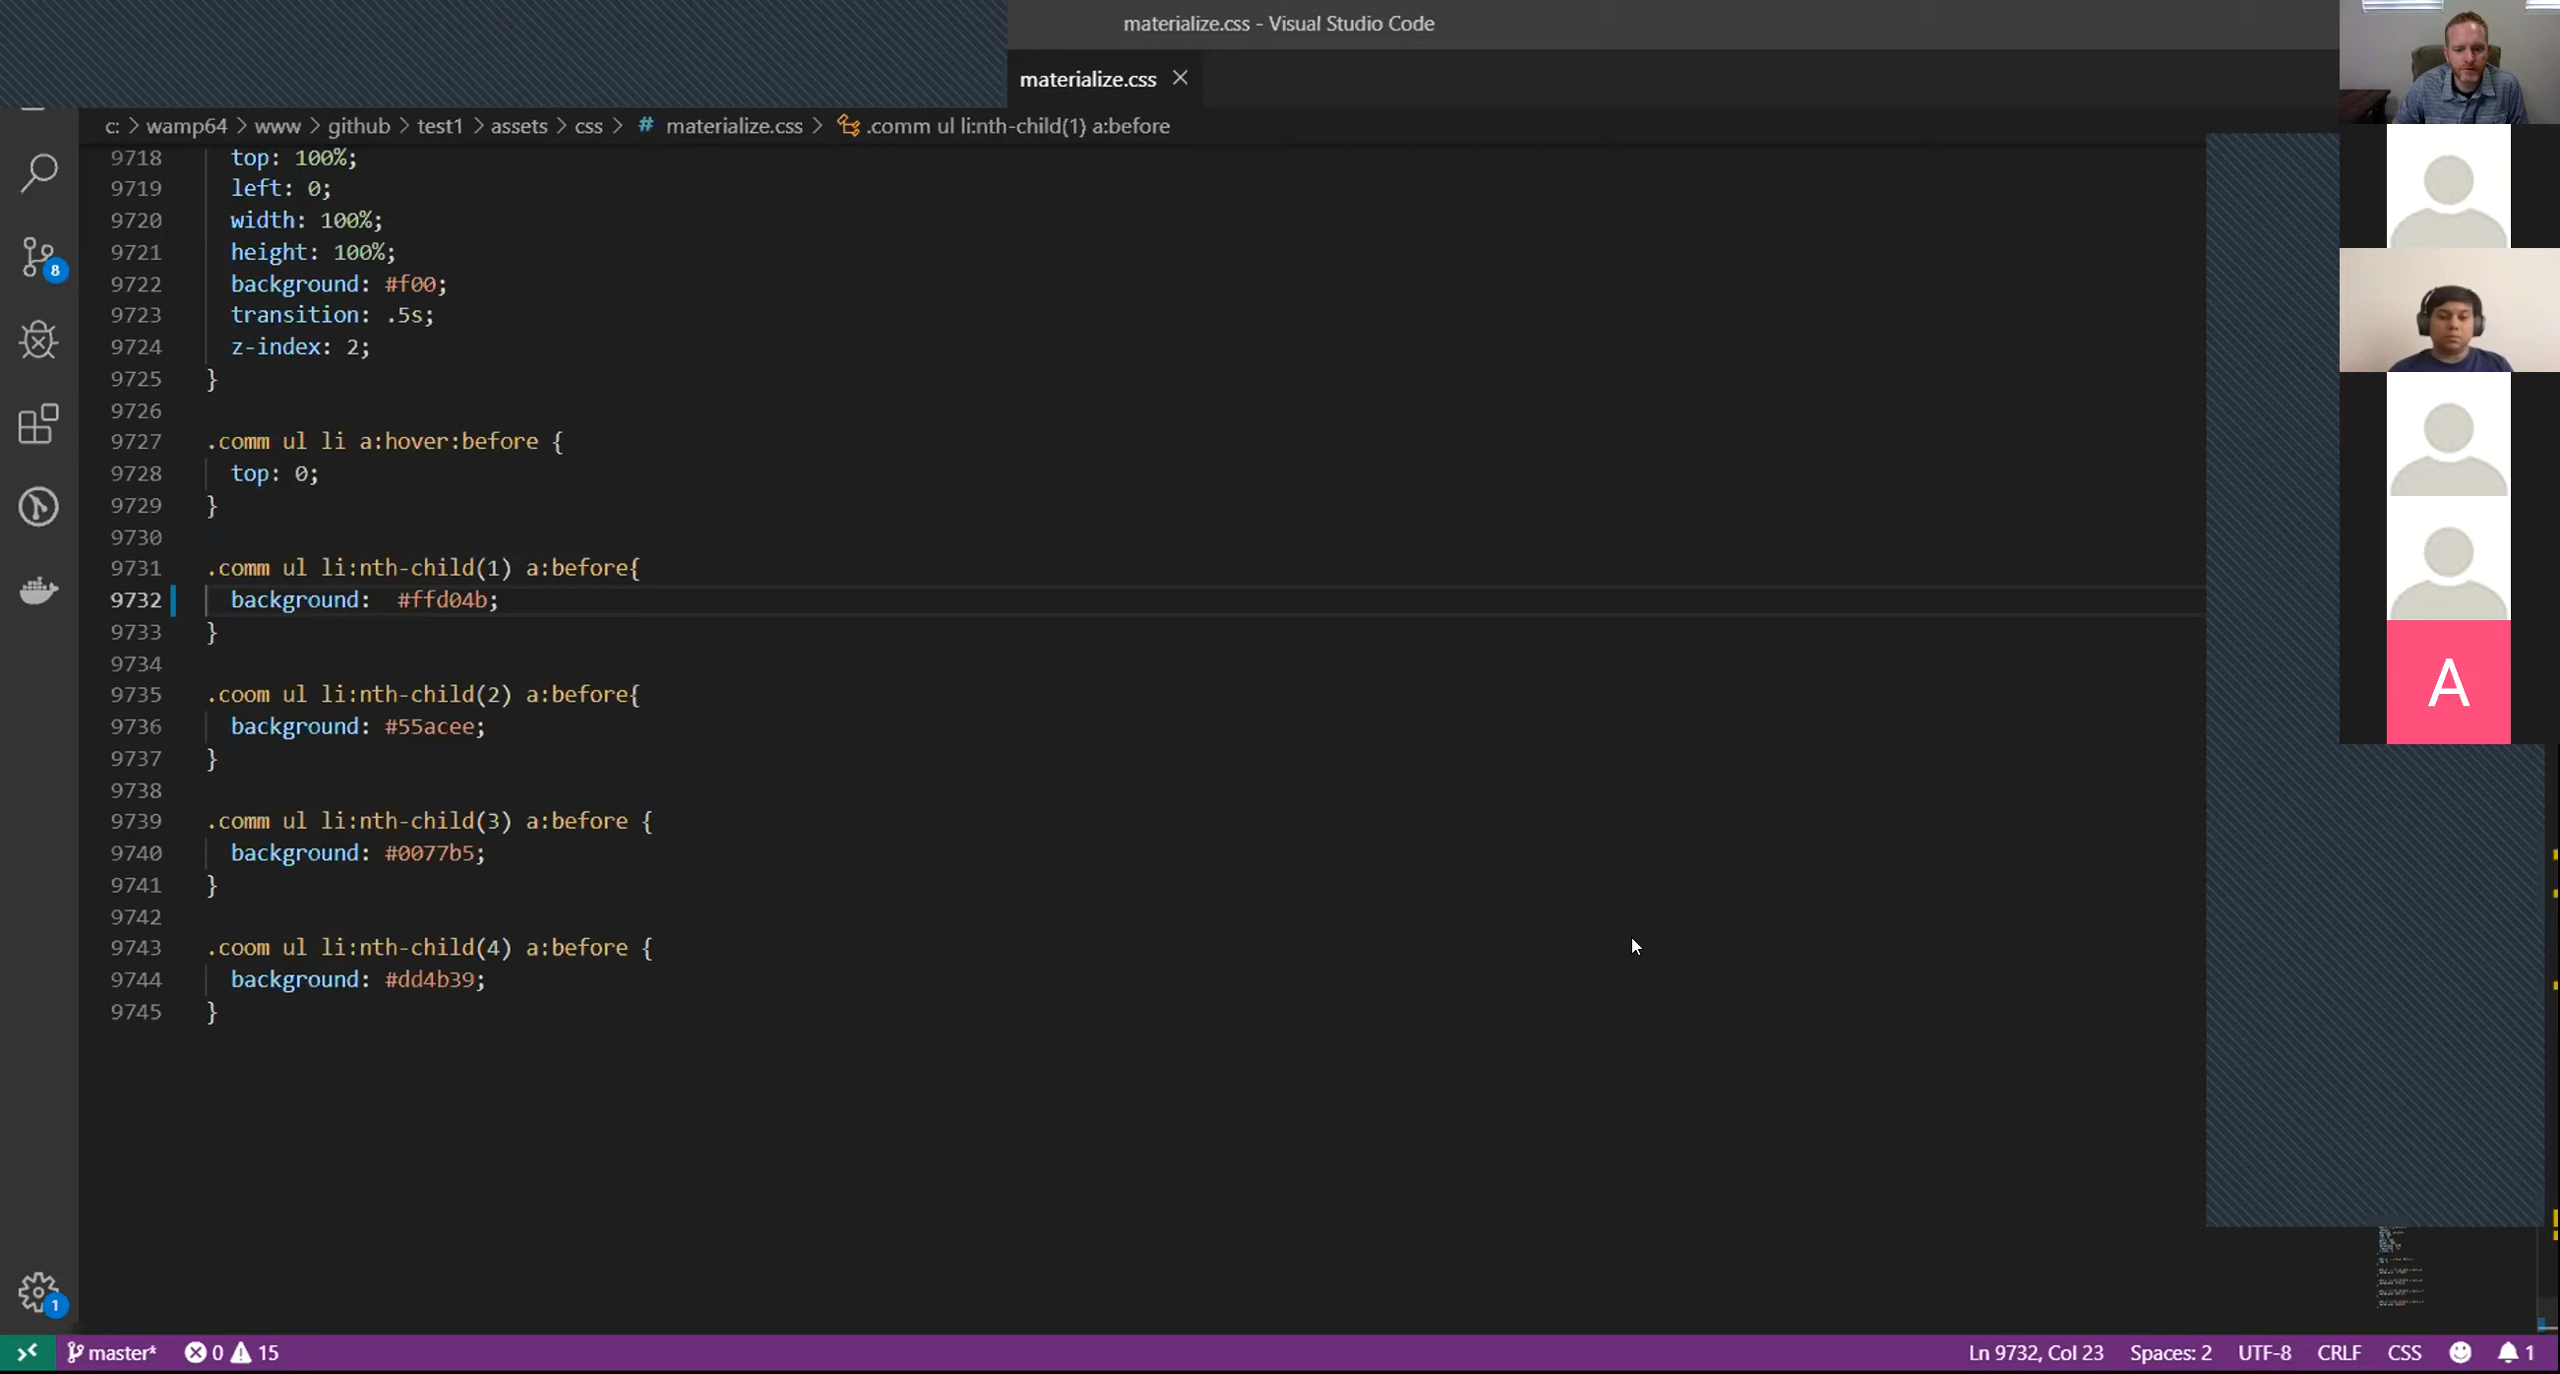 materialize.css - Visual Studio Code
materialize.css
c: > wamp64 > www > github > test1 > assets > css > # materialize.css > .comm ul li:nth-child(1) a:before
9718 top: 100%;
9719 left: 0;
9720 width: 100%;
9721 height: 100%;
9722 background: #f00;
9723 transition: .5s;
9724 z-index: 2;
9725 }
9726
9727 .comm ul li a:hover:before {
9728 top: 0;
9729 }
9730
9731 .comm ul li:nth-child(1) a:before{
9732 background:  #ffd04b;
9733 }
9734
9735 .coom ul li:nth-child(2) a:before{
9736 background: #55acee;
9737 }
9738
9739 .comm ul li:nth-child(3) a:before {
9740 background: #0077b5;
9741 }
9742
9743 .coom ul li:nth-child(4) a:before {
9744 background: #dd4b39;
9745 }
8
1
A
master* 0 15
Ln 9732, Col 23 Spaces: 2 UTF-8 CRLF CSS 1